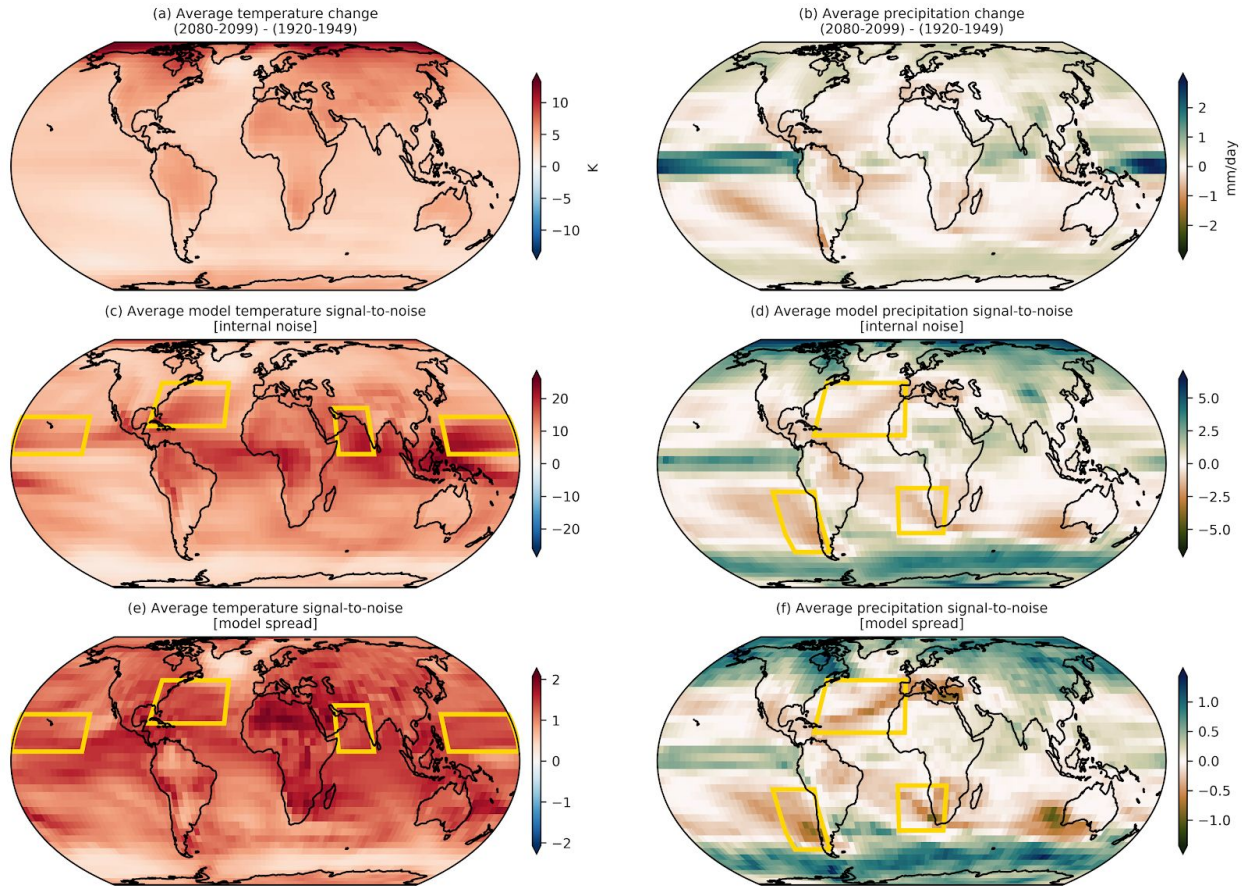 (a) Average temperature change
(2080-2099) - (1920-1949)
10
5
0
−5
−10
K
(b) Average precipitation change
(2080-2099) - (1920-1949)
2
1
0
−1
−2
mm/day
(c) Average model temperature signal-to-noise
[internal noise]
20
10
0
−10
−20
(d) Average model precipitation signal-to-noise
[internal noise]
5.0
2.5
0.0
−2.5
−5.0
(e) Average temperature signal-to-noise
[model spread]
2
1
0
−1
−2
(f) Average precipitation signal-to-noise
[model spread]
1.0
0.5
0.0
−0.5
−1.0